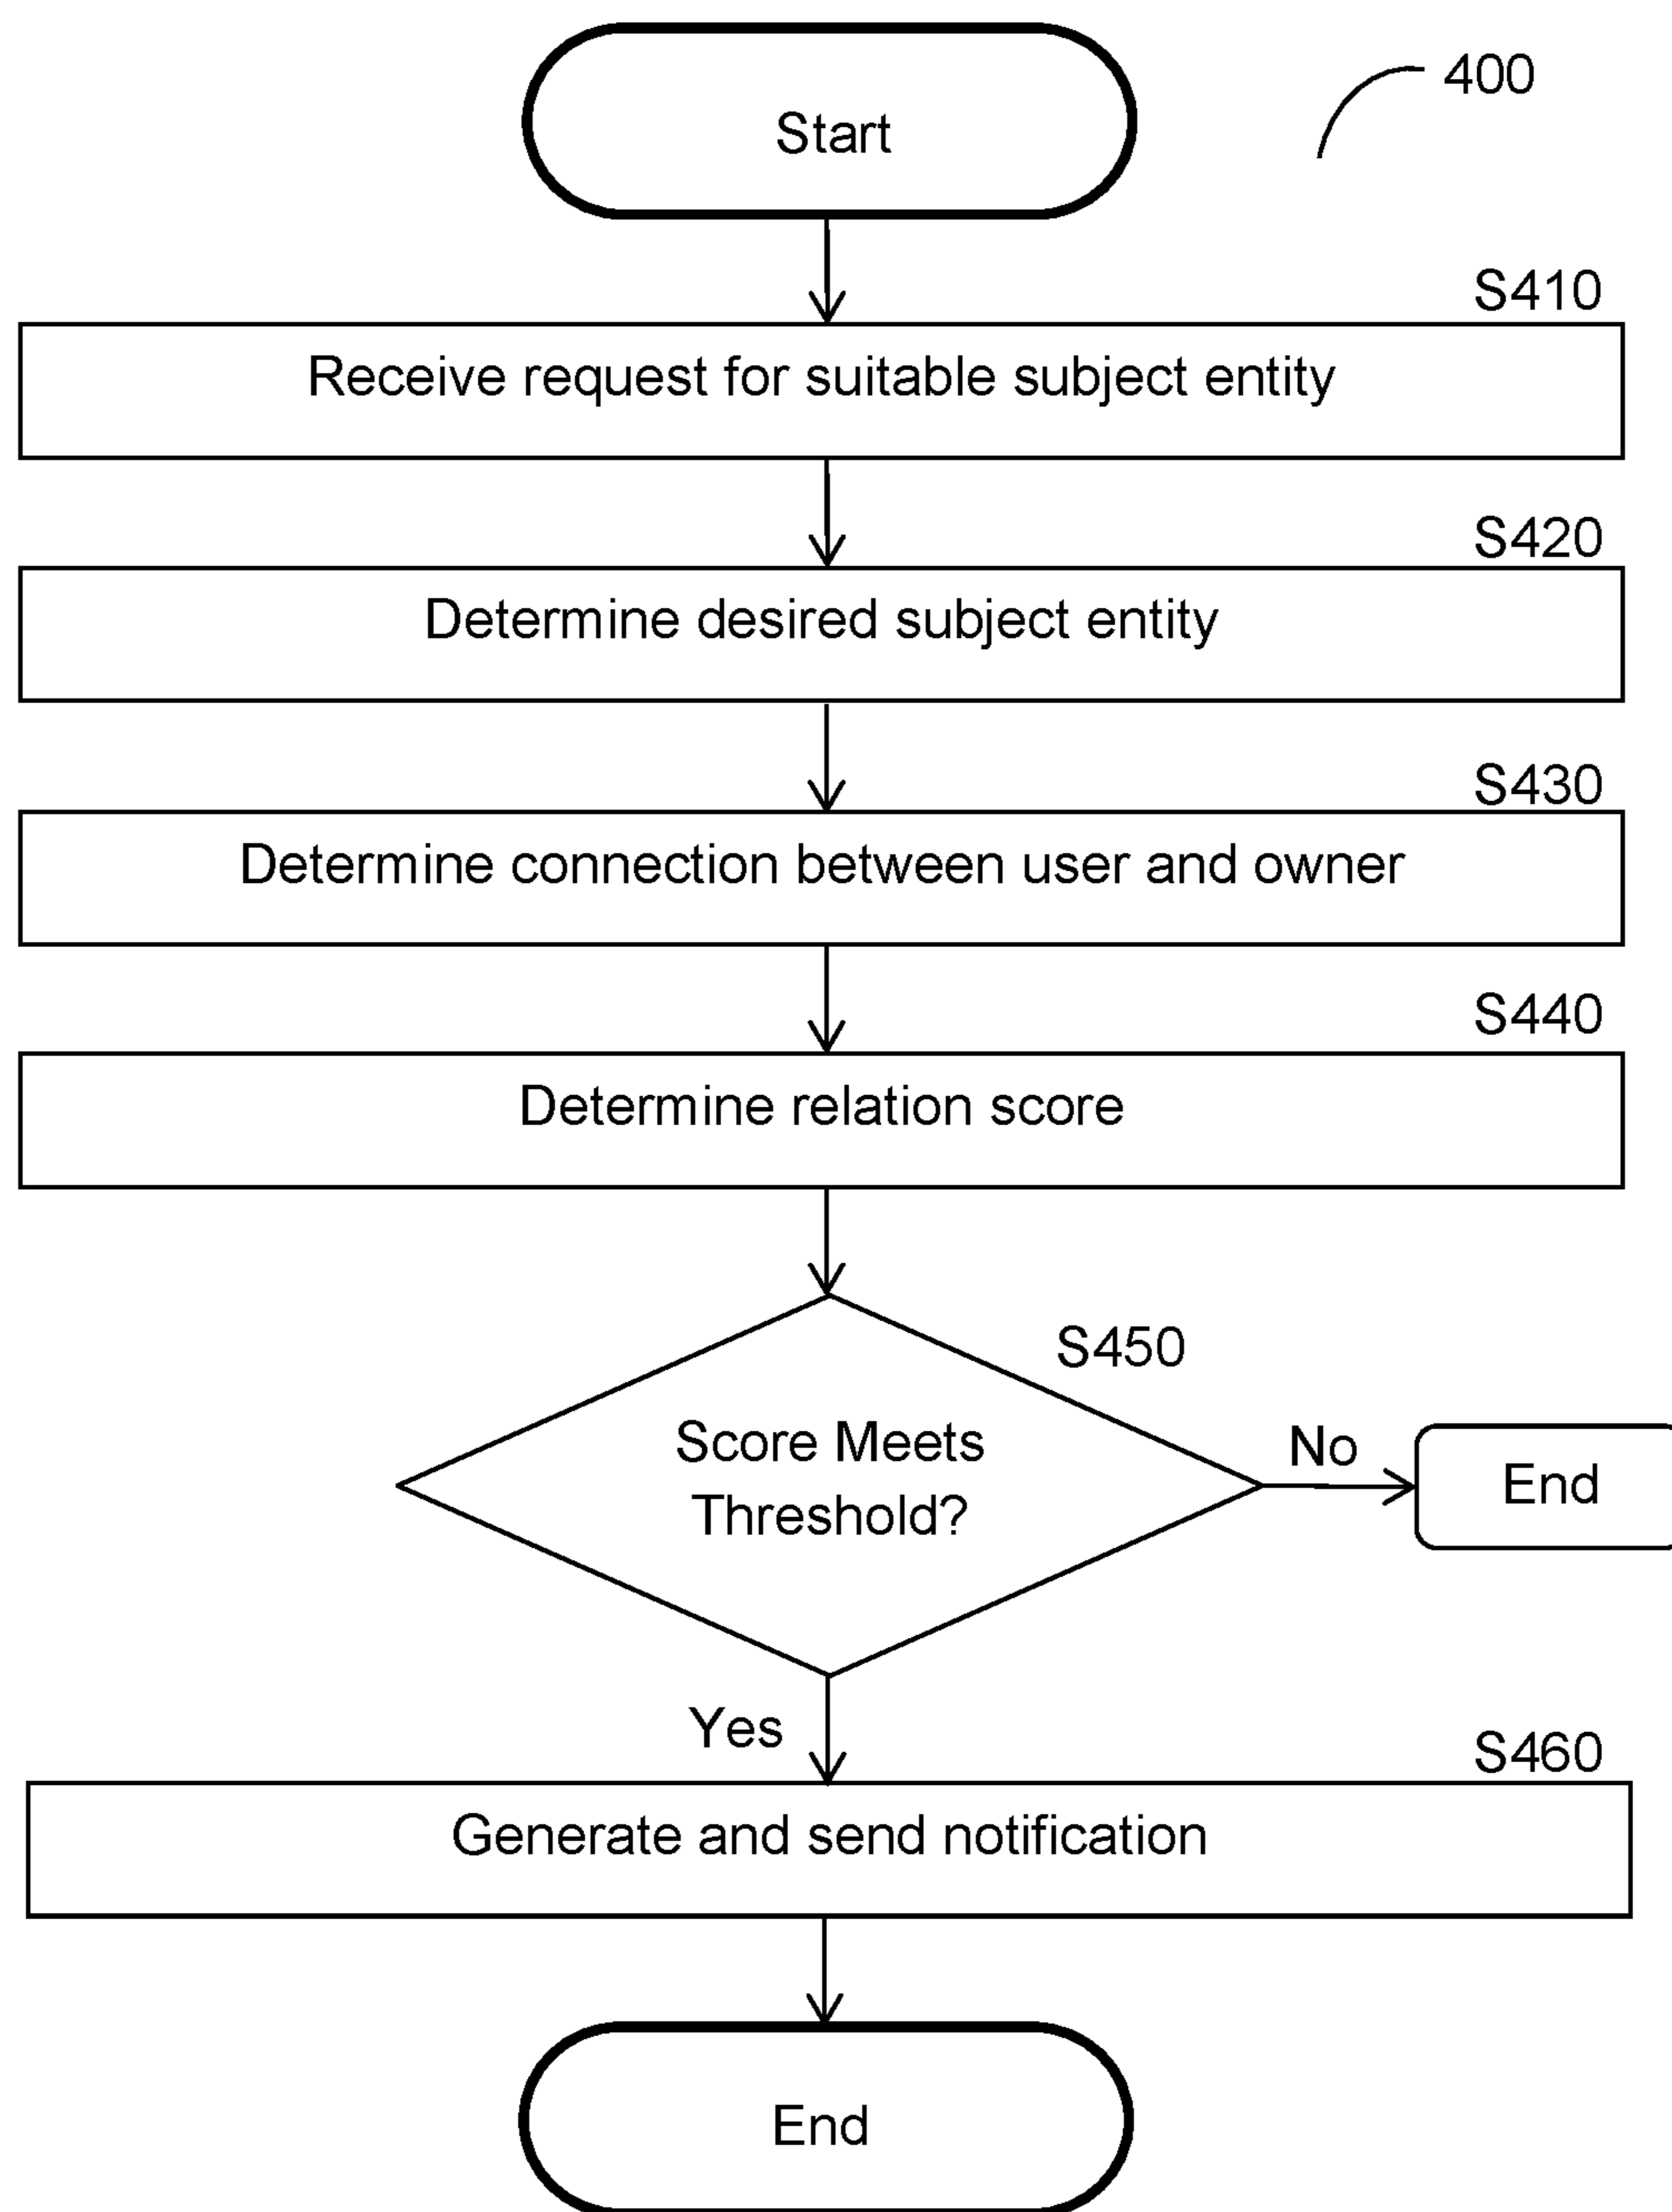 Start
400
S410
Receive request for suitable subject entity
S420
Determine desired subject entity
S430
Determine connection between user and owner
S440
Determine relation score
S450
Score Meets
Threshold?
No
End
Yes
S460
Generate and send notification
End